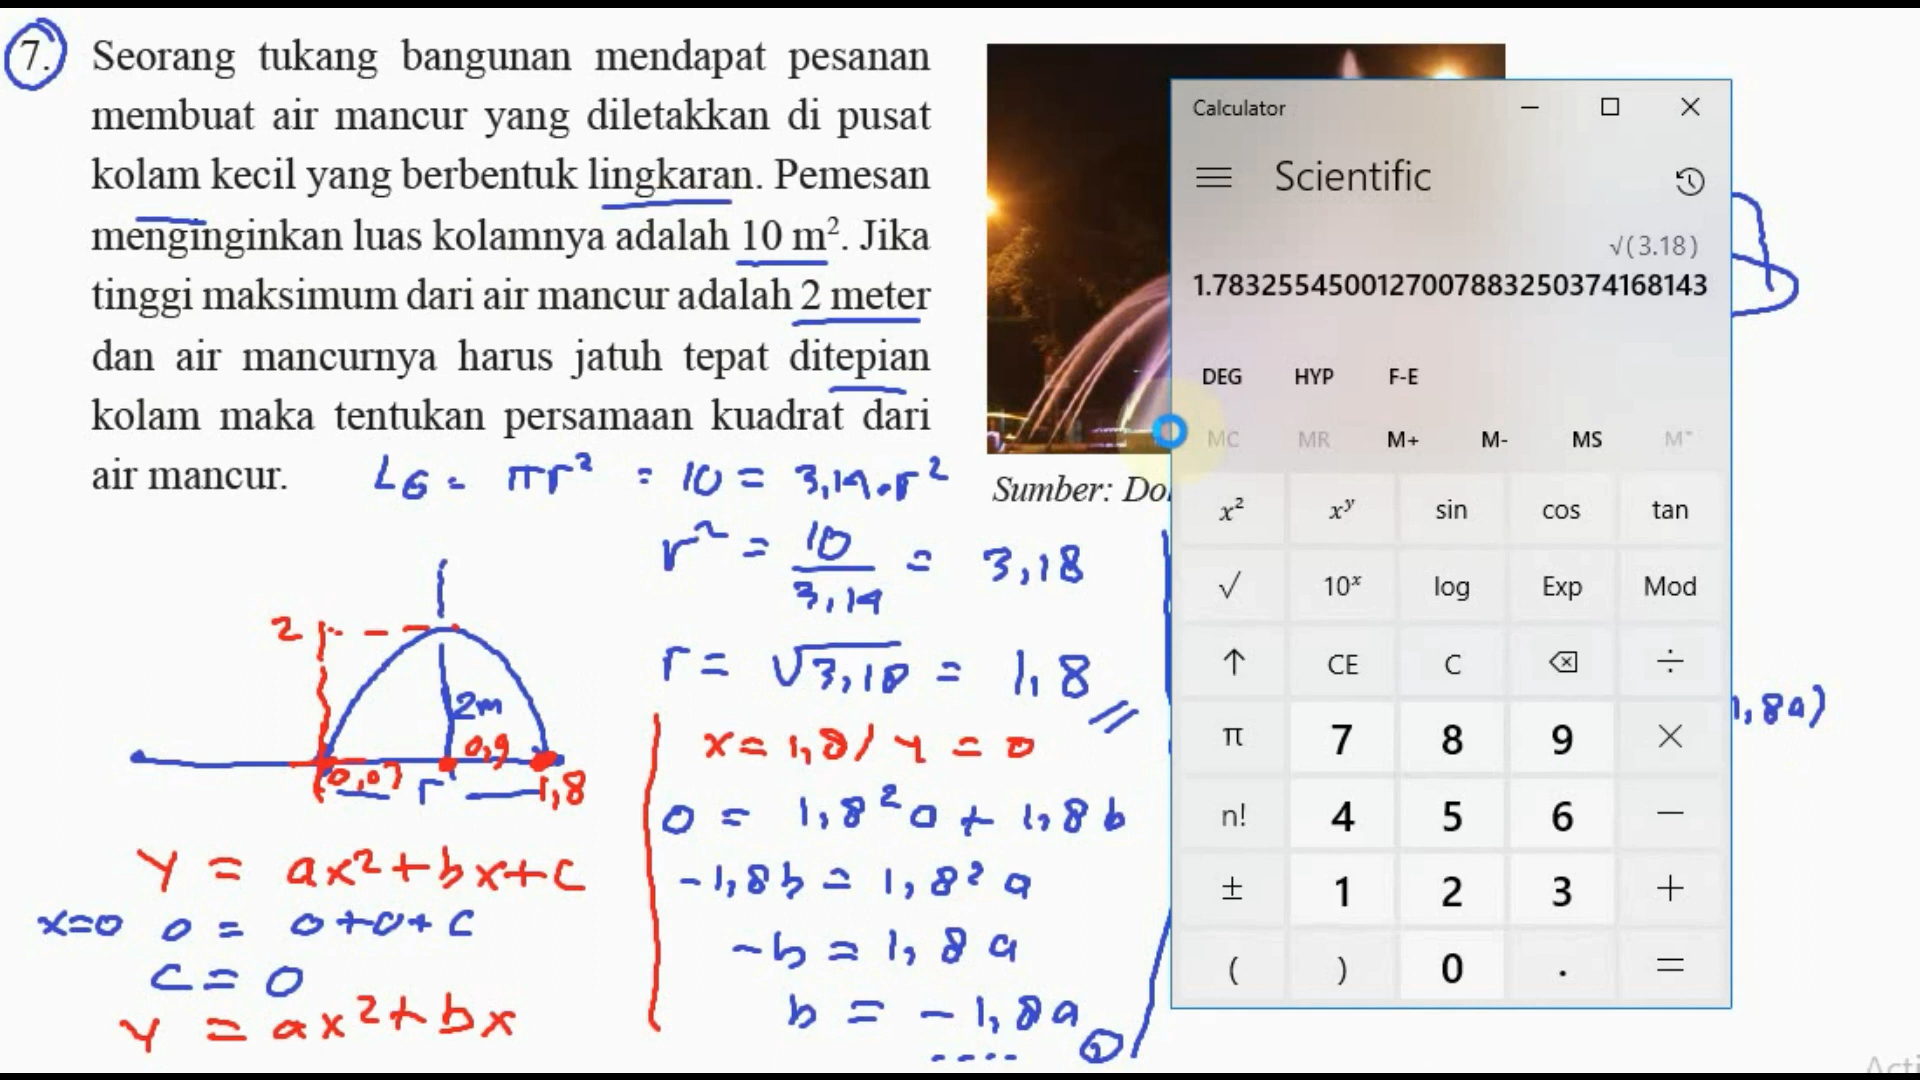 7. Seorang tukang bangunan mendapat pesanan
membuat air mancur yang diletakkan di pusat
kolam kecil yang berbentuk lingkaran. Pemesan
menginginkan luas kolamnya adalah 10 m². Jika
tinggi maksimum dari air mancur adalah 2 meter
dan air mancurnya harus jatuh tepat ditepian
kolam maka tentukan persamaan kuadrat dari
air mancur.
πr² = 10 = 3,14.r²
r² = 10/3,14 = 3,18
r = √3,18 = 1,8
2
2m
0,9
r
1,8
Y = ax²+bx+c
x=0 0 = 0+0+c
c = 0
Y = ax²+bx
x = 1,8 / y = 0
0 = 1,8²a + 1,8b
-1,8b = 1,8² a
-b = 1,8 a
b = -1,8a
2
Sumber: Do
Calculator
Scientific
√(3.18)
1.7832554500127007883250374168143
DEG HYP F-E
MC MR M+ M- MS M˅
x² xʸ sin cos tan
√ 10ˣ log Exp Mod
↑ CE C ⌫ ÷
π 7 8 9 ×
n! 4 5 6 −
± 1 2 3 +
( ) 0 . =
1,8a)
Acti